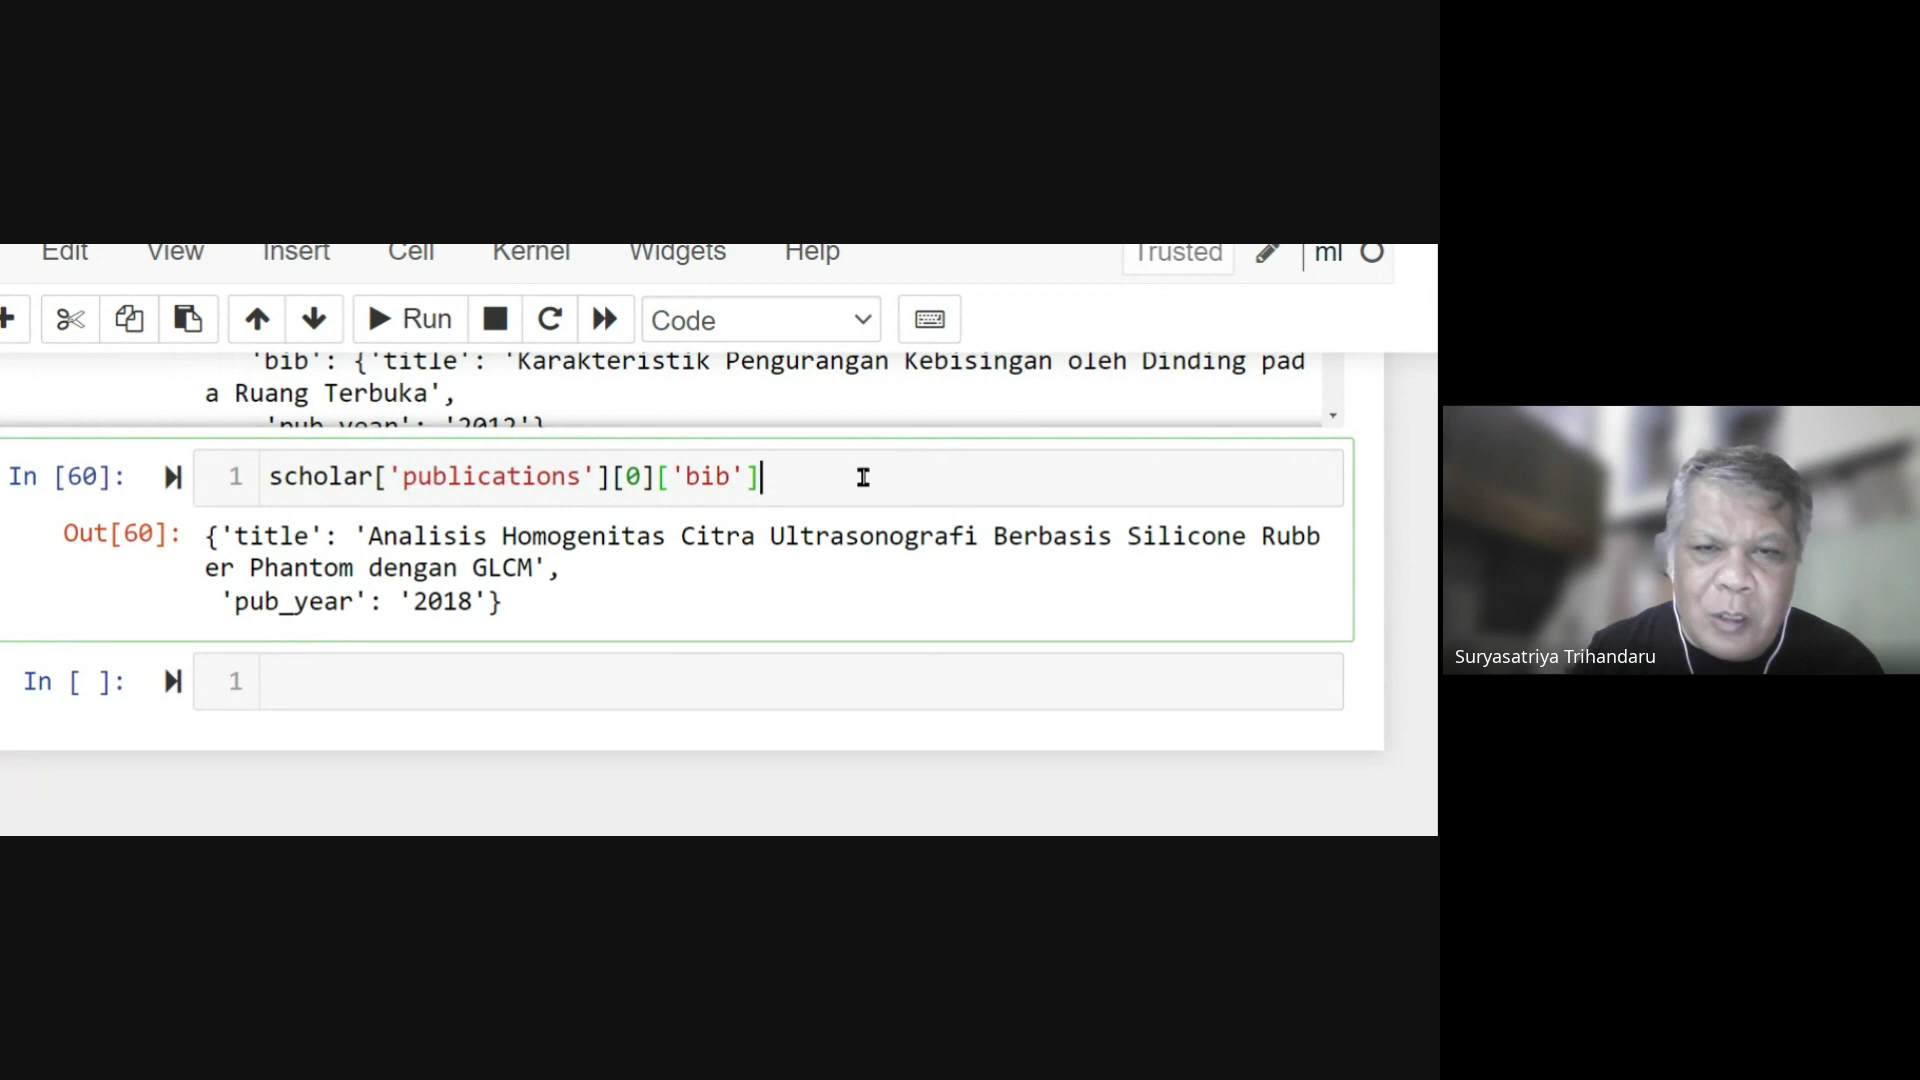 Edit View Insert Cell Kernel Widgets Help Trusted ml
Run Code
'bib': {'title': 'Karakteristik Pengurangan Kebisingan oleh Dinding pad
a Ruang Terbuka',
'pub_year': '2012'}
In [60]: 1 scholar['publications'][0]['bib']
Out[60]: {'title': 'Analisis Homogenitas Citra Ultrasonografi Berbasis Silicone Rubb
er Phantom dengan GLCM',
'pub_year': '2018'}
In [ ]: 1
Suryasatriya Trihandaru